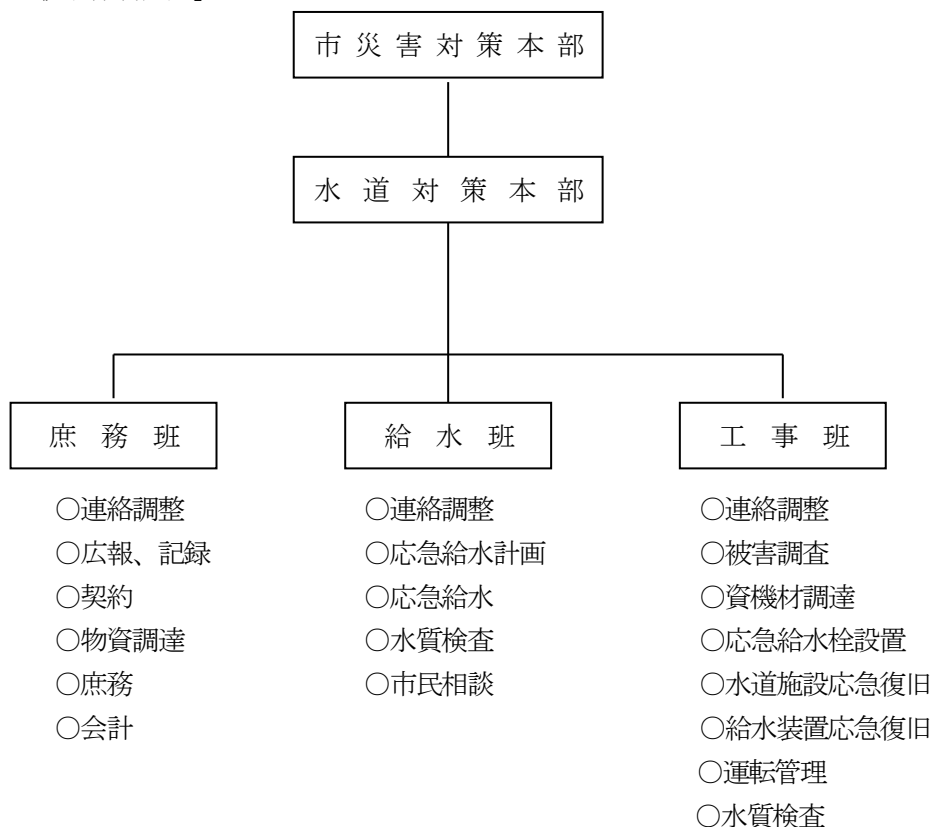 市災害対策本部
水道対策本部
庶務班
○連絡調整
○広報、記録
○契約
○物資調達
○庶務
○会計
給水班
○連絡調整
○応急給水計画
○応急給水
○水質検査
○市民相談
工事班
○連絡調整
○被害調査
○資機材調達
○応急給水栓設置
○水道施設応急復旧
○給水装置応急復旧
○運転管理
○水質検査